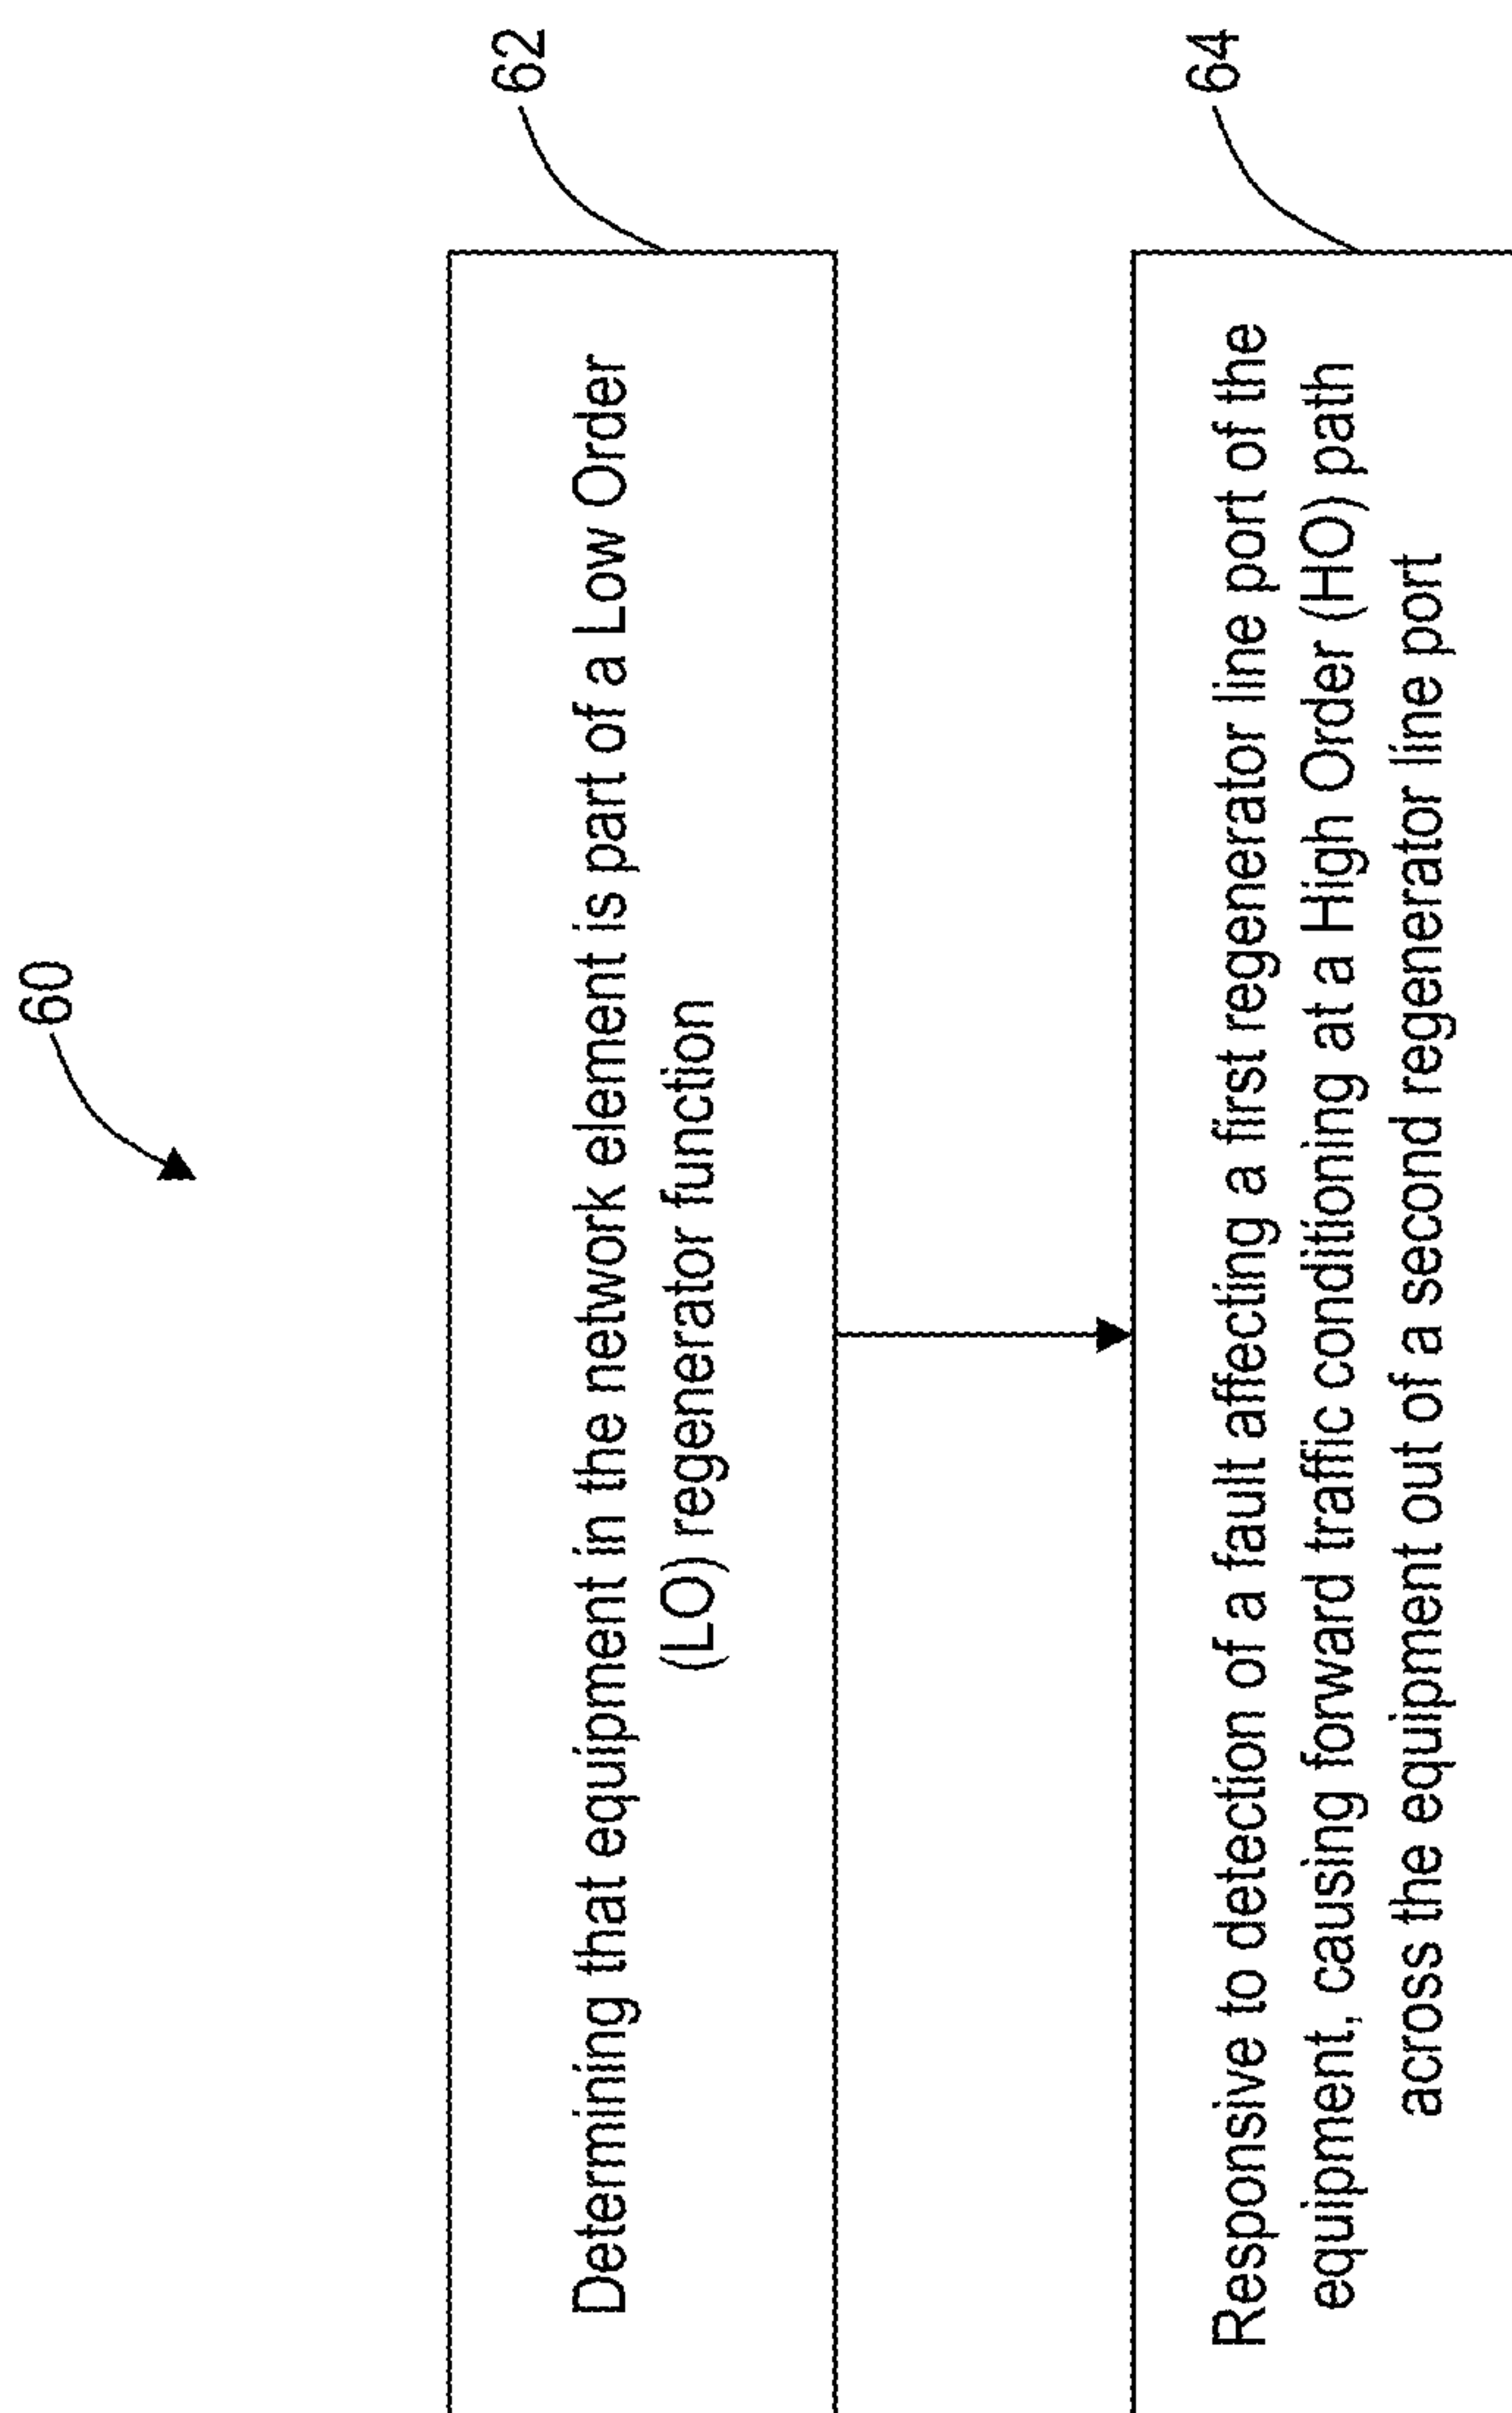 60
62
Determining that equipment in the network element is part of a Low Order
(LO) regenerator function
64
Responsive to detection of a fault affecting a first regenerator line port of the
equipment, causing forward traffic conditioning at a High Order (HO) path
across the equipment out of a second regenerator line port